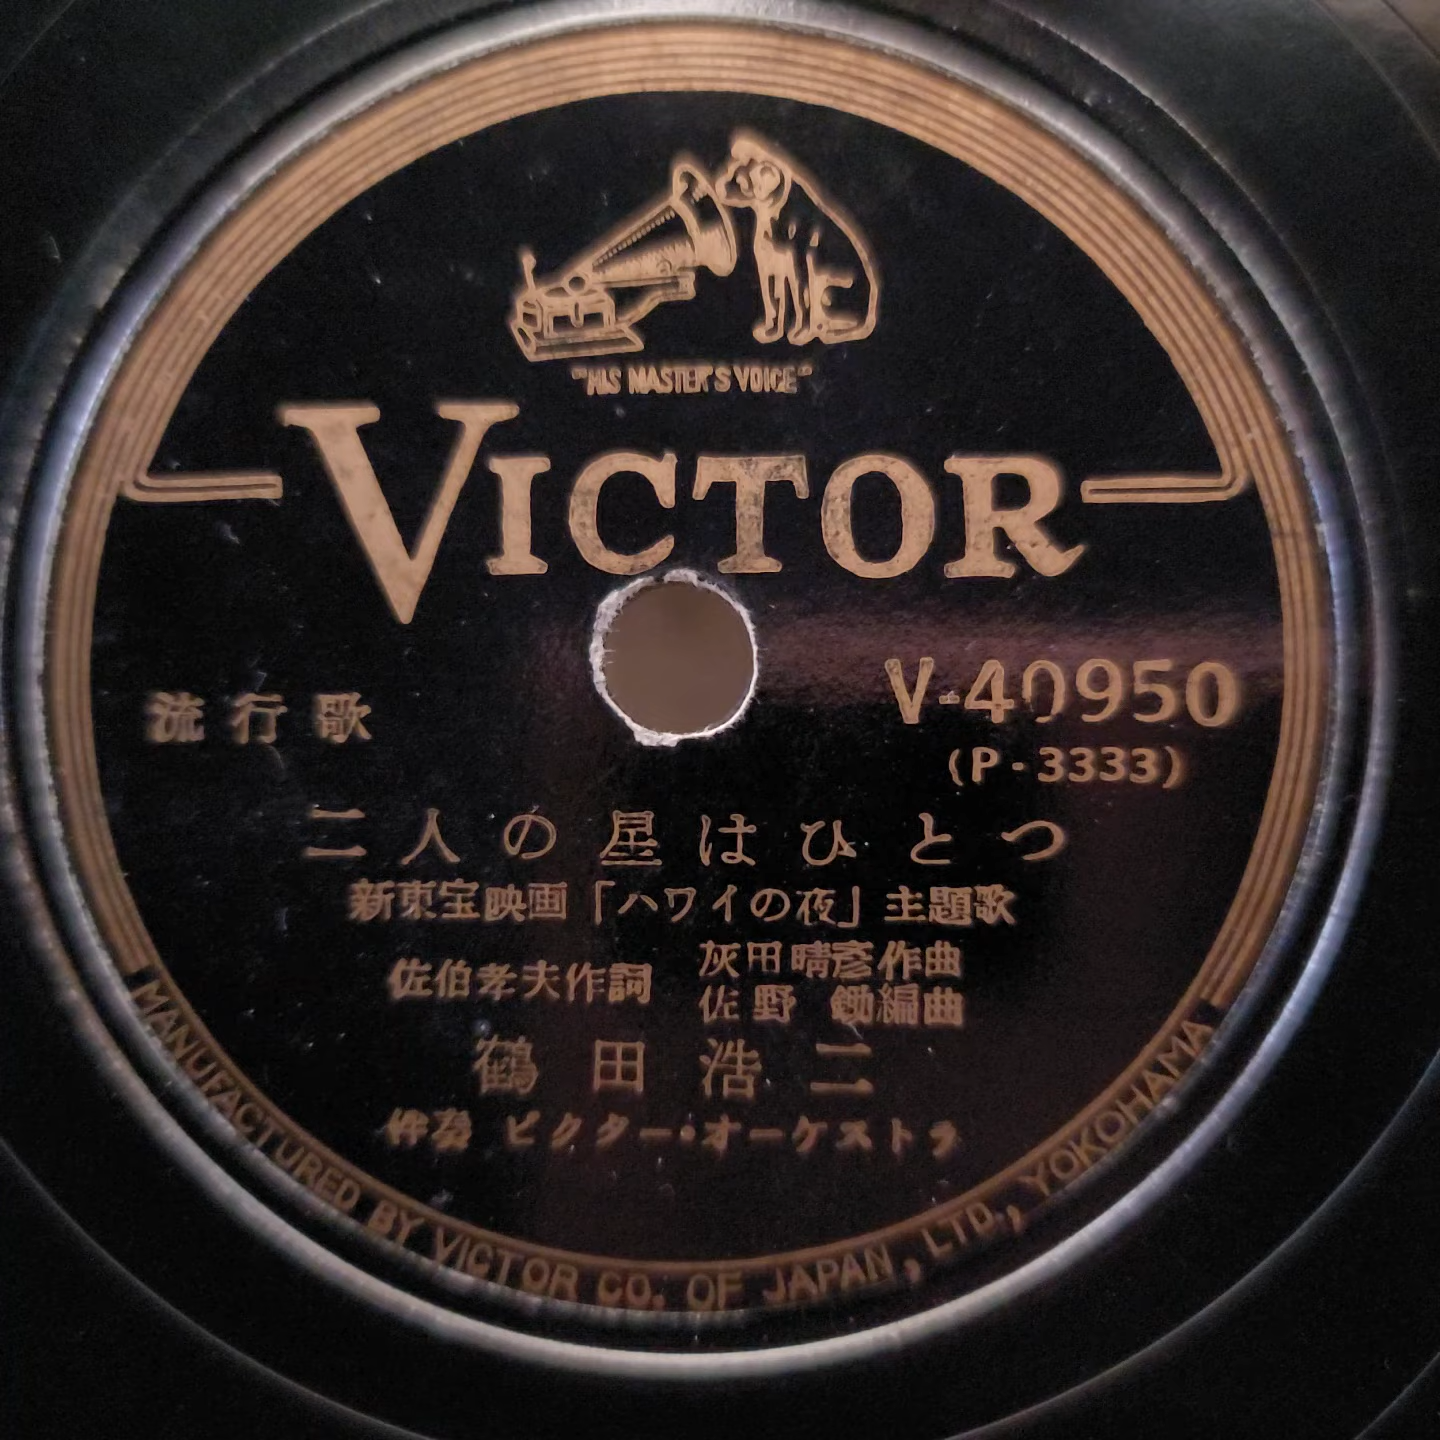 "HIS MASTER'S VOICE"
VICTOR
流行歌
V-40950
(P-3333)
二人の星はひとつ
新東宝映画「ハワイの夜」主題歌
佐伯孝夫作詞
灰田晴彦作曲
佐野 鋤編曲
鶴田浩二
伴奏 ビクター・オーケストラ
MANUFACTURED BY VICTOR CO. OF JAPAN, LTD., YOKOHAMA